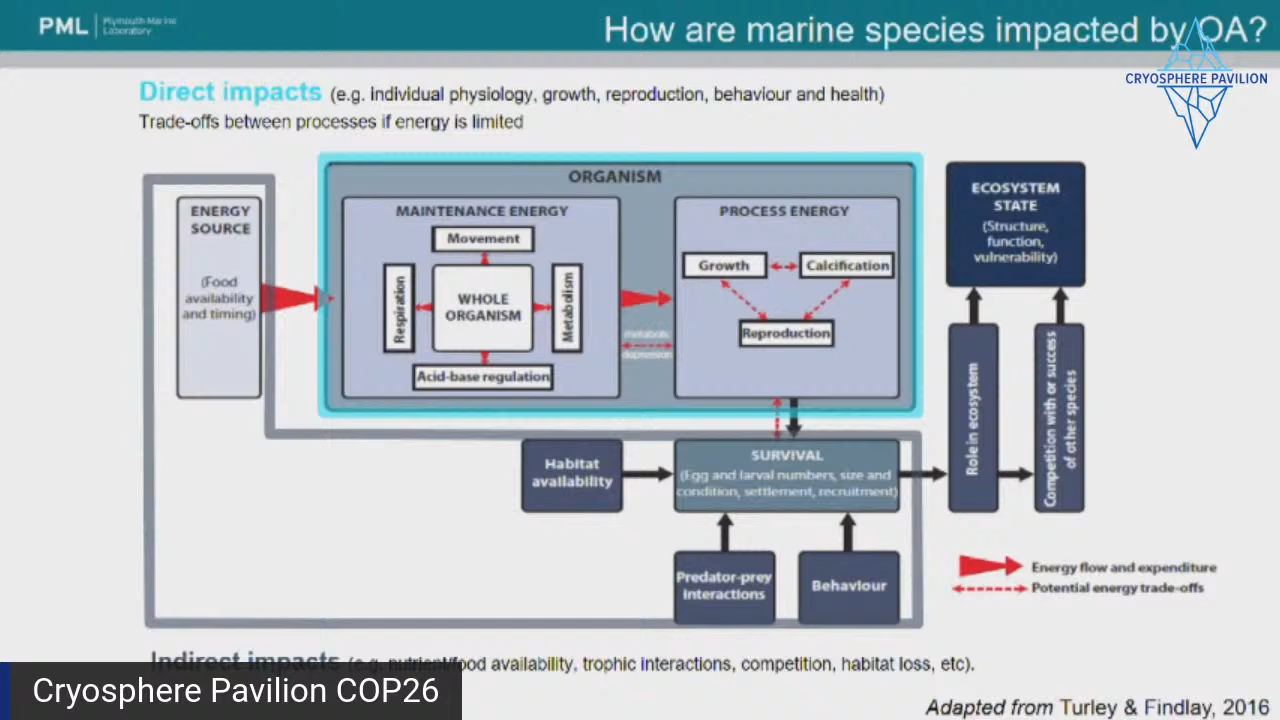 PML
Plymouth Marine
Laboratory
How are marine species impacted by OA?
CRYOSPHERE PAVILION
Direct impacts (e.g. individual physiology, growth, reproduction, behaviour and health)
Trade-offs between processes if energy is limited
ENERGY
SOURCE
(Food
availability
and timing)
ORGANISM
MAINTENANCE ENERGY
Movement
Respiration
WHOLE
ORGANISM
Metabolism
Acid-base regulation
metabolic
depression
PROCESS ENERGY
Growth
Calcification
Reproduction
ECOSYSTEM
STATE
(Structure,
function,
vulnerability)
Role in ecosystem
Competition with or success
of other species
Habitat
availability
SURVIVAL
(Egg and larval numbers, size and
condition, settlement, recruitment)
Predator-prey
interactions
Behaviour
Energy flow and expenditure
Potential energy trade-offs
Indirect impacts (e.g. nutrient/food availability, trophic interactions, competition, habitat loss, etc).
Cryosphere Pavilion COP26
Adapted from Turley & Findlay, 2016